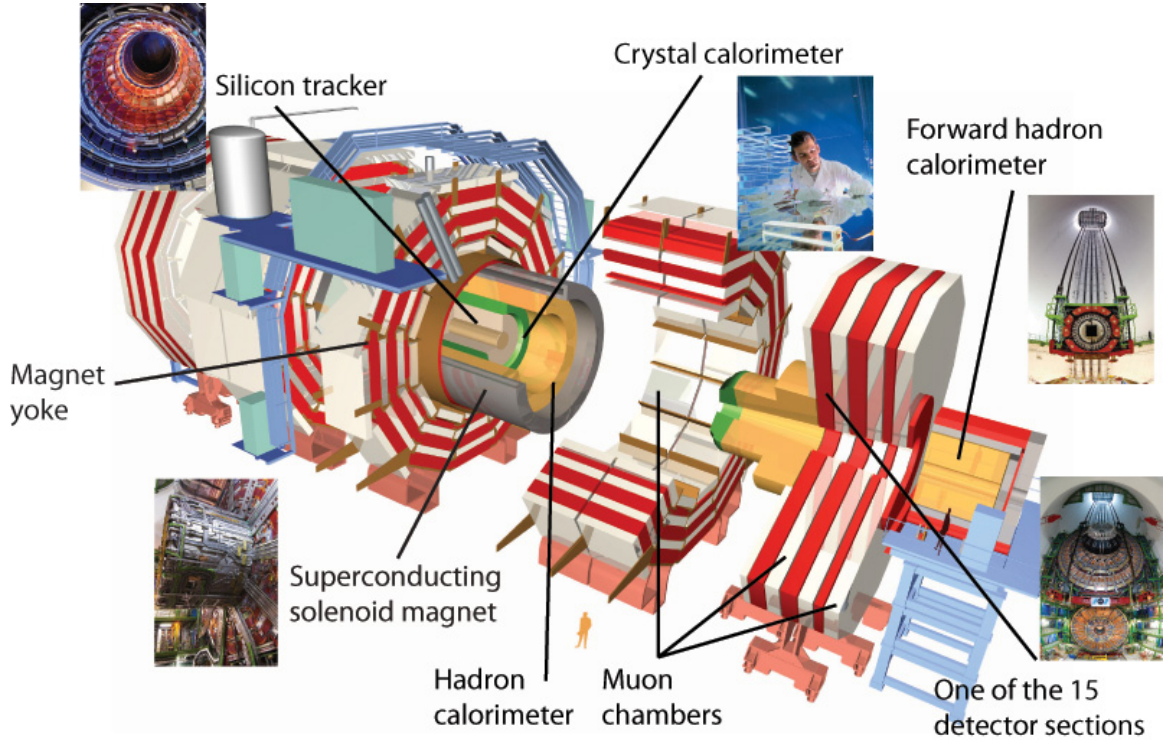 Crystal calorimeter
Silicon tracker
Forward hadron
calorimeter
Magnet
yoke
Superconducting
solenoid magnet
Hadron
calorimeter
Muon
chambers
One of the 15
detector sections